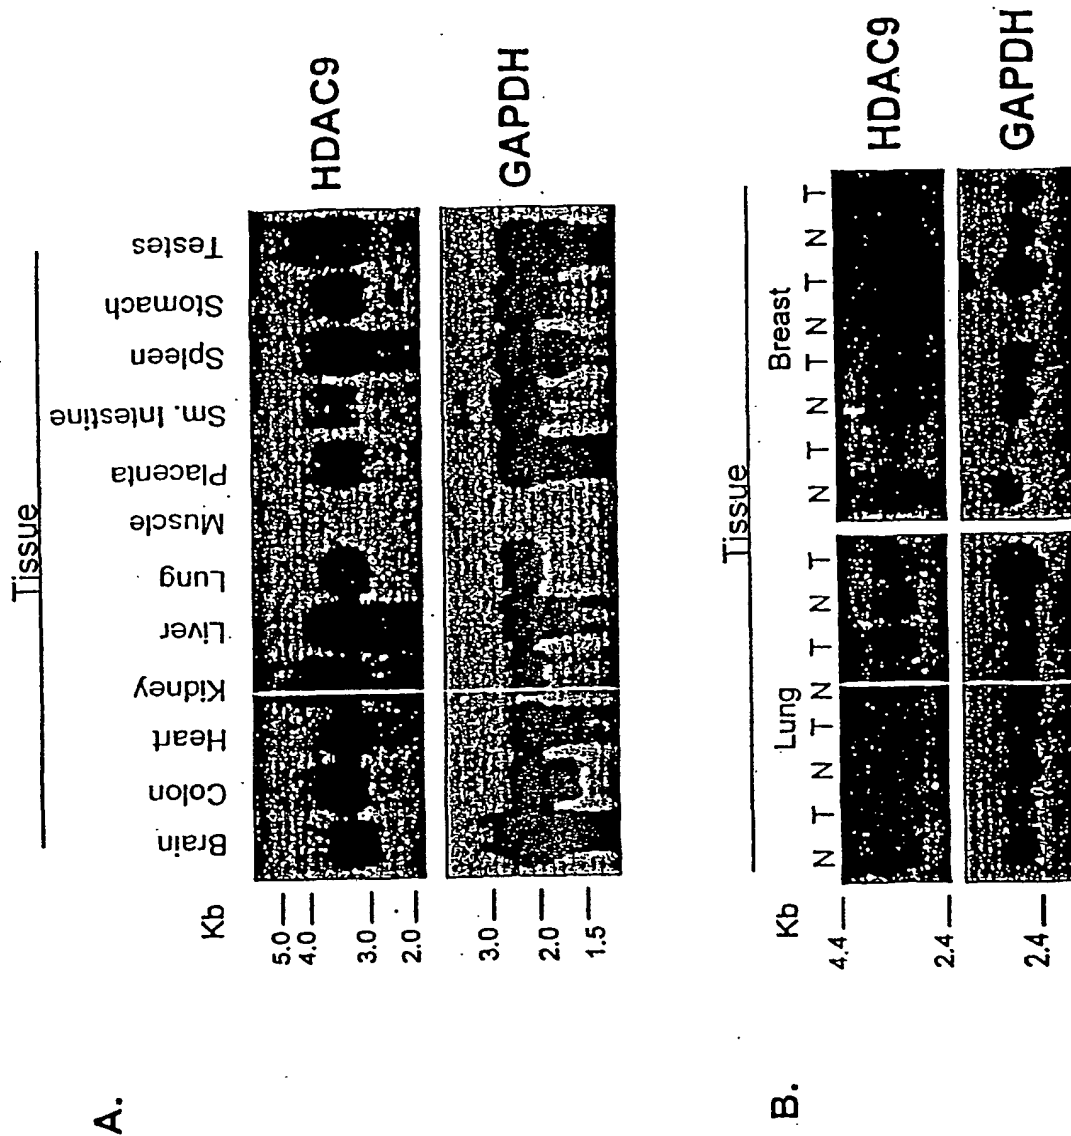 A.
Tissue
Kb
Brain Colon Heart Kidney Liver Lung Muscle Placenta Sm. Intestine Spleen Stomach Testes
5.0
4.0
3.0
2.0
HDAC9
3.0
2.0
1.5
GAPDH
B.
Tissue
Lung Breast
Kb
N T N T N T N T N T N T N T N T
4.4
2.4
HDAC9
2.4
GAPDH